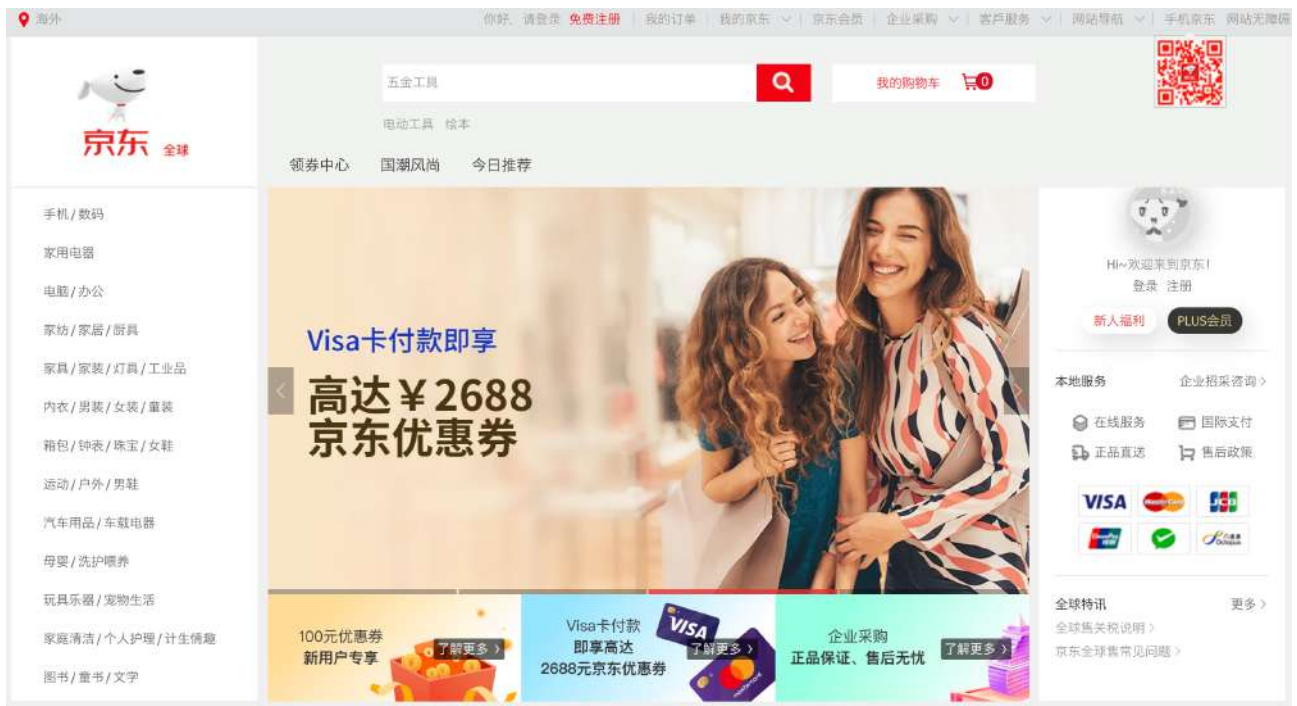 海外
你好，请登录 免费注册 我的订单 我的京东 京东会员 企业采购 客户服务 网站导航 手机京东 网站无障碍
五金工具
我的购物车 0
电动工具 绘本
京东 全球
领券中心 国潮风尚 今日推荐
手机/数码
家用电器
电脑/办公
家纺/家居/厨具
家具/家装/灯具/工业品
内衣/男装/女装/童装
箱包/钟表/珠宝/女鞋
运动/户外/男鞋
汽车用品/车载电器
母婴/洗护喂养
玩具乐器/宠物生活
家庭清洁/个人护理/计生情趣
图书/童书/文学
Visa卡付款即享
高达￥2688
京东优惠券
100元优惠券
新用户专享
了解更多 >
Visa卡付款
即享高达
2688元京东优惠券
VISA
了解更多 >
mastercard
企业采购
正品保证、售后无忧
了解更多 >
Hi~欢迎来到京东!
登录 注册
新人福利 PLUS会员
本地服务 企业招采咨询 >
在线服务 国际支付
正品直送 售后政策
VISA MasterCard JCB
UnionPay 银联 八達通 Octopus
全球特讯 更多 >
全球售关税说明 >
京东全球售常见问题 >